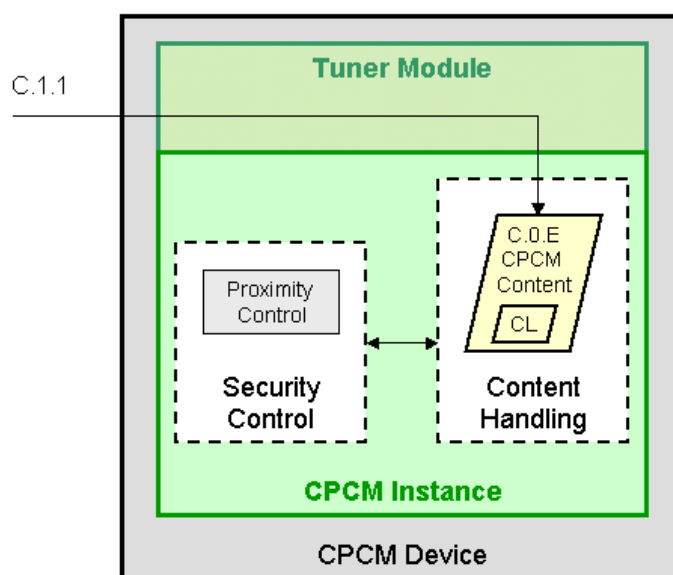 Tuner Module
C.1.1
C.0.E
CPCM
Content
CL
Proximity
Control
Security
Control
Content
Handling
CPCM Instance
CPCM Device